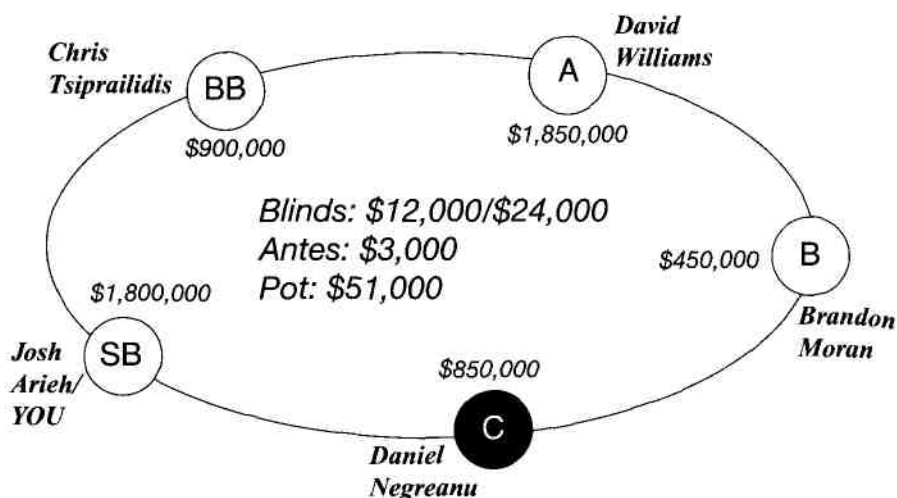 Chris
Tsiprailidis
BB
$900,000
David
Williams
A
$1,850,000
Blinds: $12,000/$24,000
Antes: $3,000
Pot: $51,000
$450,000
B
Brandon
Moran
$1,800,000
SB
Josh
Arieh/
YOU
$850,000
C
Daniel
Negreanu